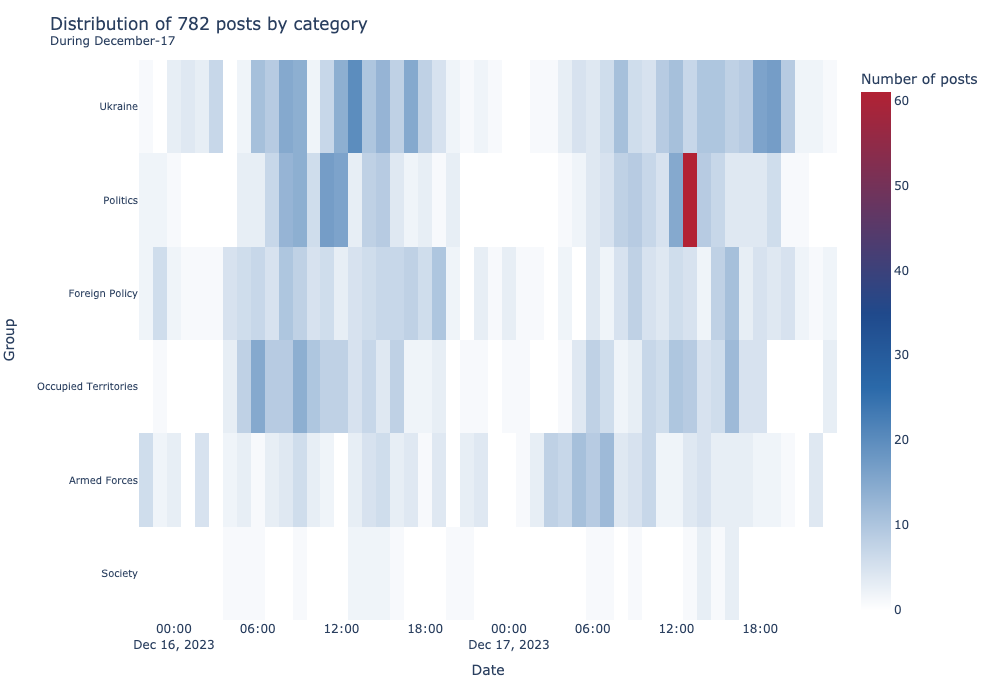 Distribution of 782 posts by category
During December-17
Number of posts
60
50
40
30
20
10
0
Group
Ukraine
Politics
Foreign Policy
Occupied Territories
Armed Forces
Society
00:00 06:00 12:00 18:00 00:00 06:00 12:00 18:00
Dec 16, 2023 Dec 17, 2023
Date